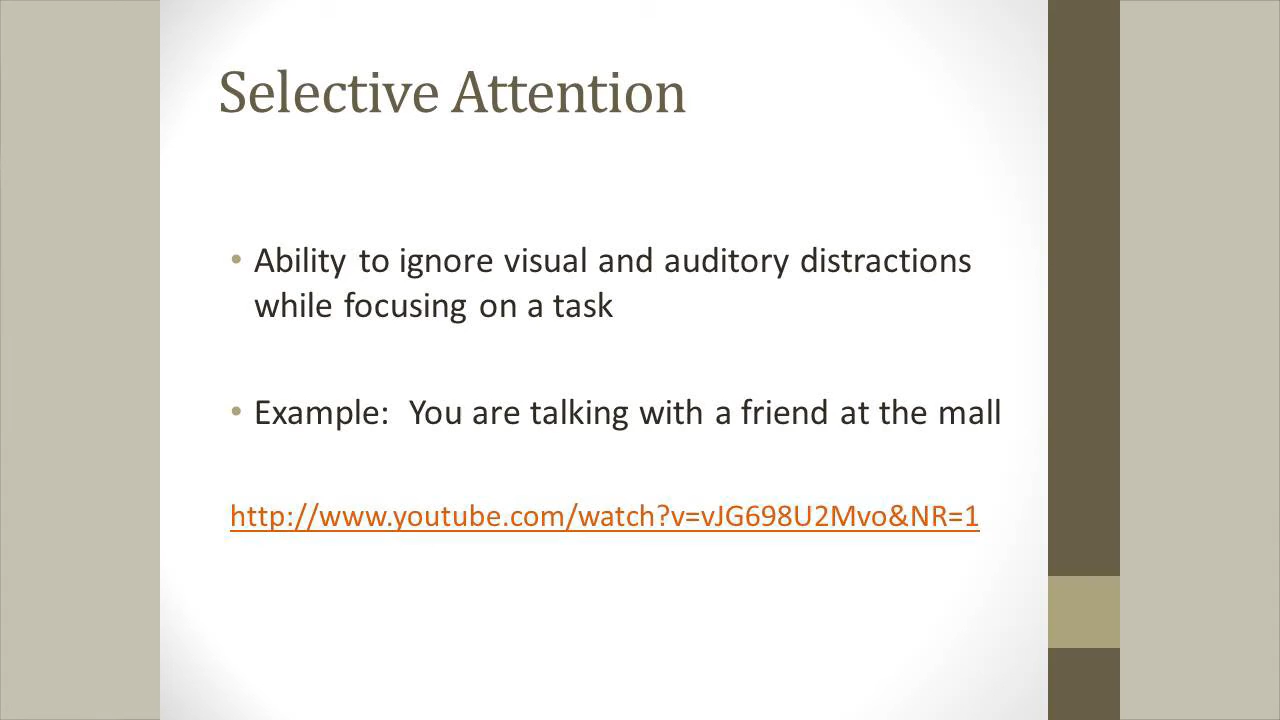 Selective Attention
• Ability to ignore visual and auditory distractions
while focusing on a task
• Example:  You are talking with a friend at the mall
http://www.youtube.com/watch?v=vJG698U2Mvo&NR=1